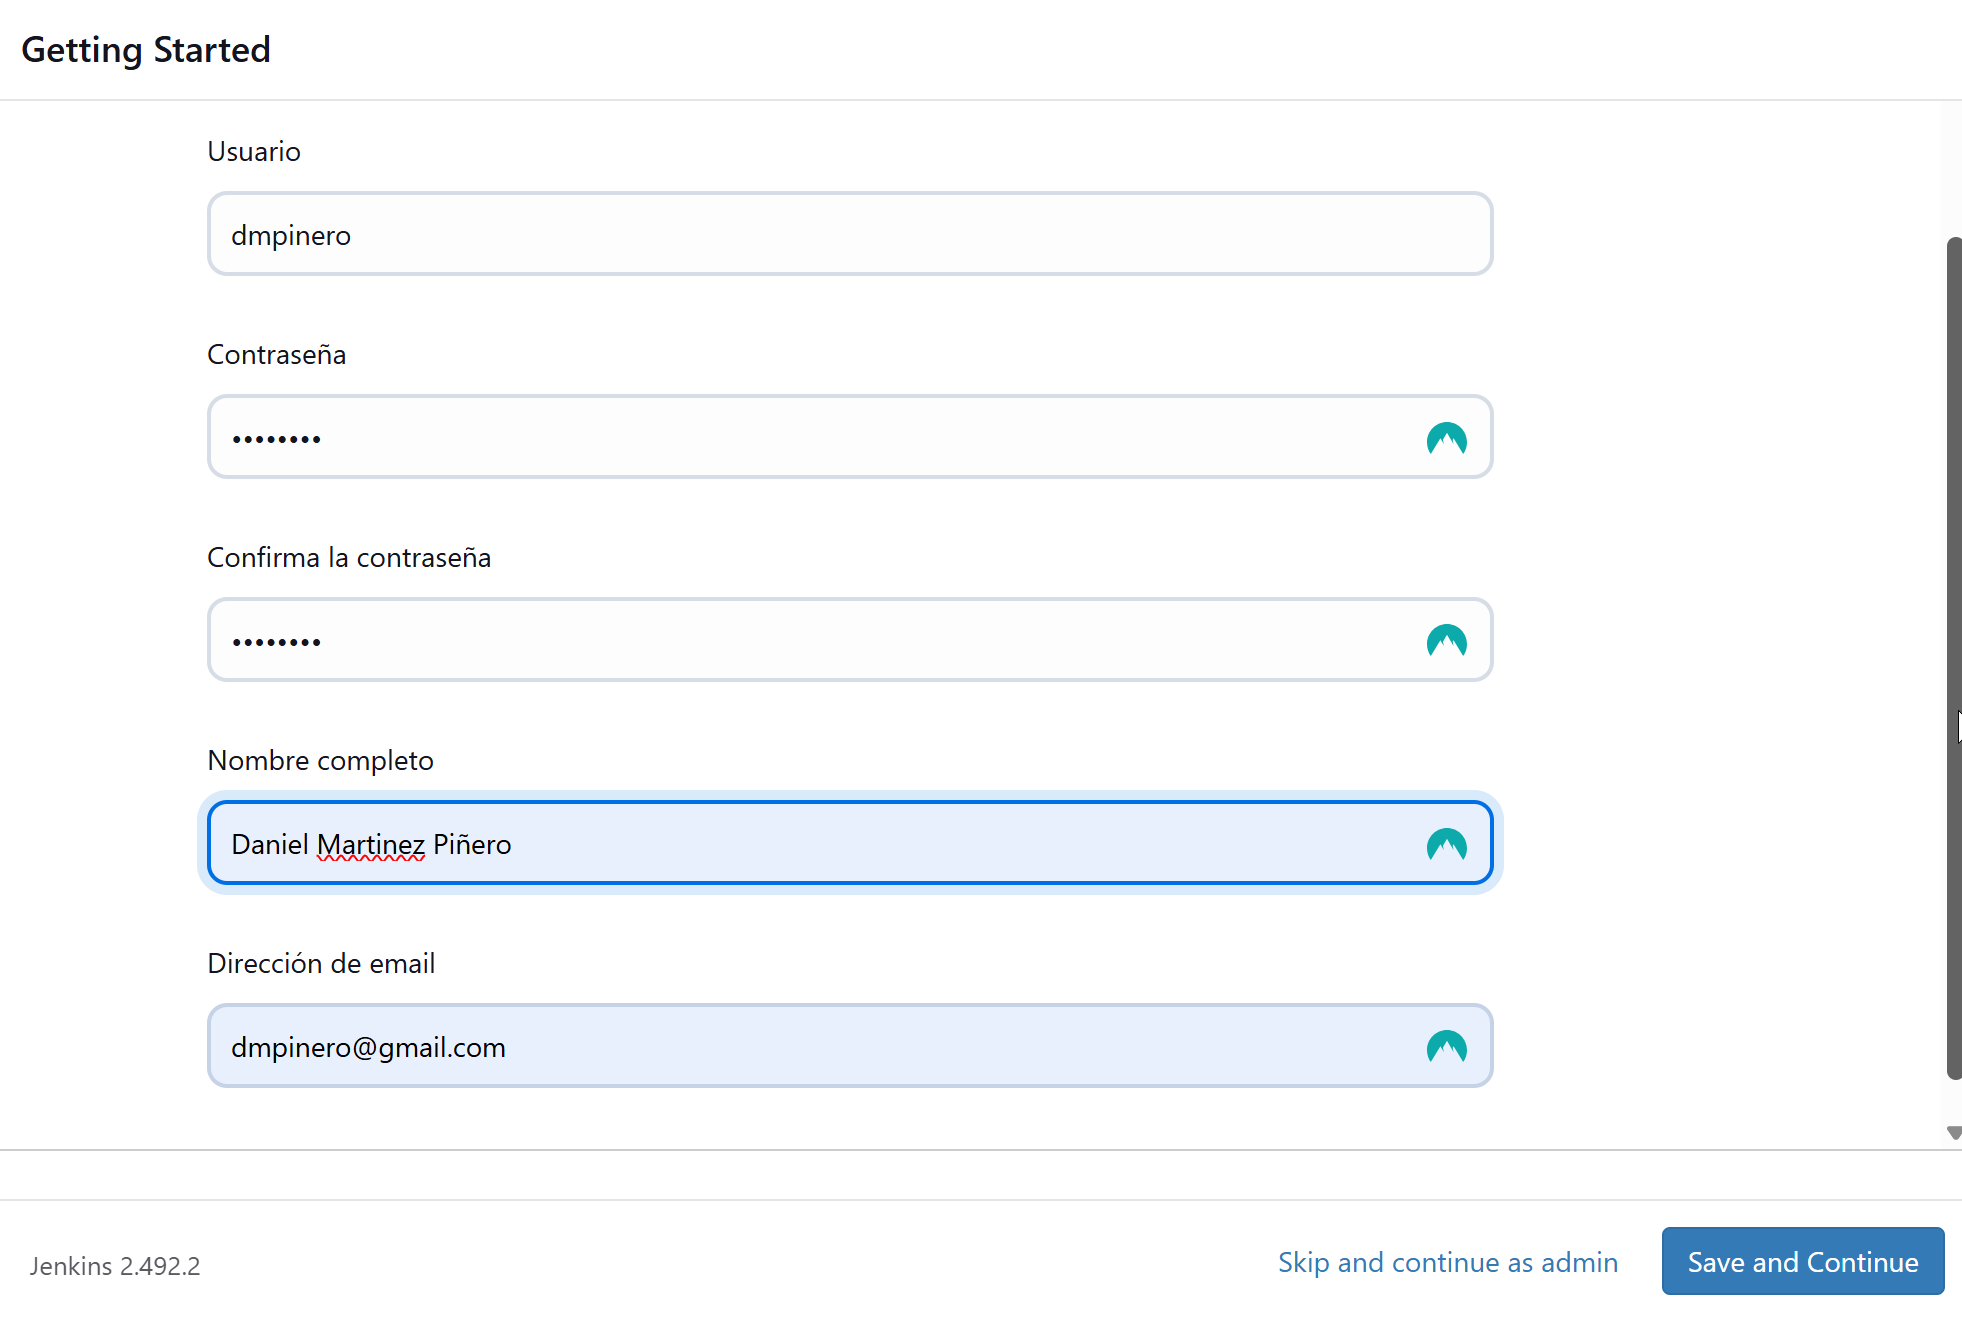 Getting Started
Usuario
dmpinero
Contraseña
••••••••
Confirma la contraseña
••••••••
Nombre completo
Daniel Martinez Piñero
Dirección de email
dmpinero@gmail.com
Jenkins 2.492.2
Skip and continue as admin
Save and Continue